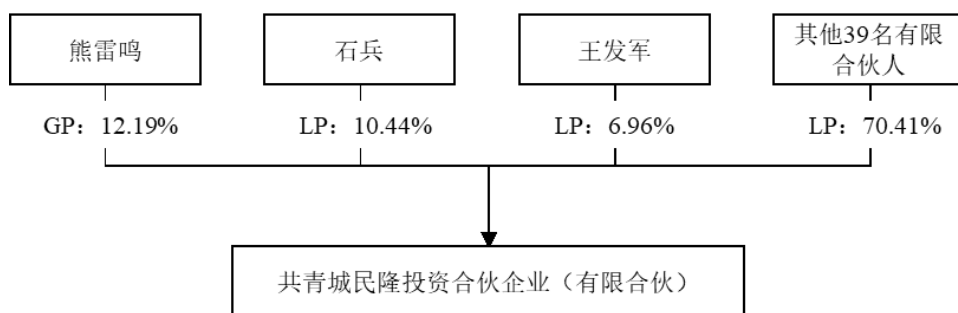 熊雷鸣
石兵
王发军
其他39名有限
合伙人
GP：12.19%
LP：10.44%
LP：6.96%
LP：70.41%
共青城民隆投资合伙企业（有限合伙）